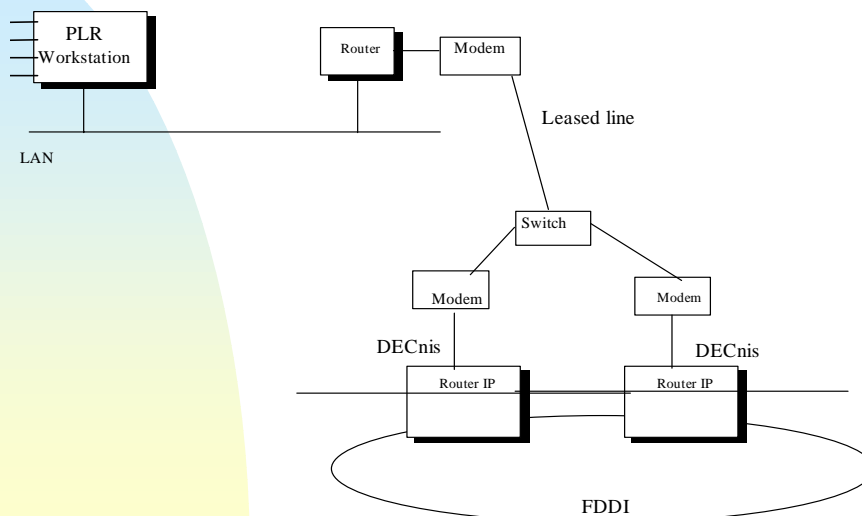 PLR
Workstation
Router
Modem
Leased line
LAN
Switch
Modem
Modem
DECnis
DECnis
Router IP
Router IP
FDDI